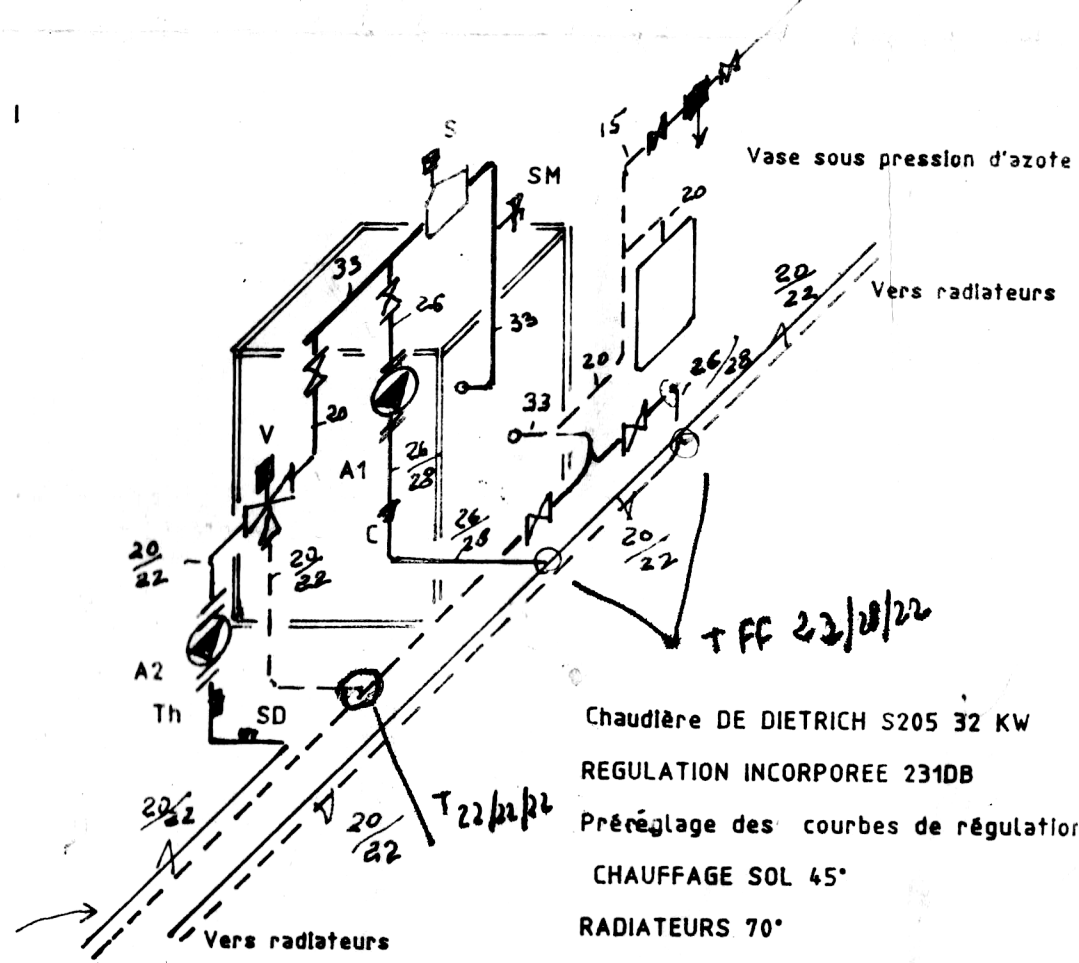 S
SM
15
Vase sous pression d'azote
20
33
26
33
20/22
Vers radiateurs
20
26/28
33
20
V
A1
26/28
C
26/28
20/22
20/22
20/22
T FF 22/28/22
A2
Th
SD
Chaudière DE DIETRICH S205 32 KW
REGULATION INCORPOREE 231DB
20/22
20/22
T 22/22/22
Préréglage des courbes de régulation
CHAUFFAGE SOL 45°
RADIATEURS 70°
Vers radiateurs